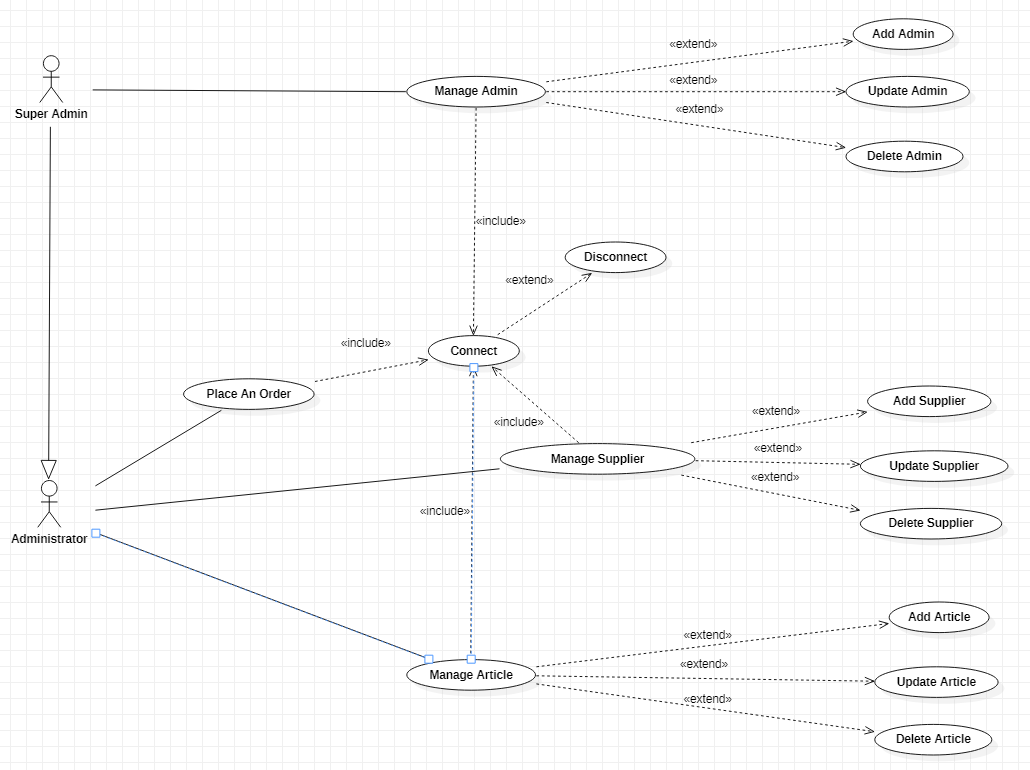 Add Admin
«extend»
«extend»
Manage Admin
Update Admin
«extend»
Super Admin
Delete Admin
«include»
Disconnect
«extend»
«include»
Connect
Place An Order
Add Supplier
«extend»
«include»
«extend»
Manage Supplier
Update Supplier
«extend»
«include»
Delete Supplier
Administrator
Add Article
«extend»
«extend»
Manage Article
Update Article
«extend»
Delete Article